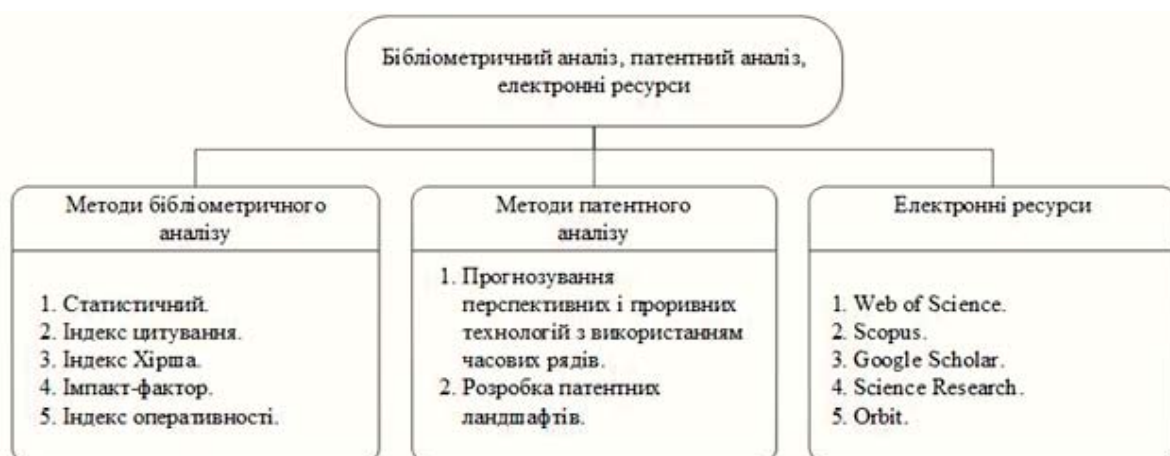 Бібліометричний аналіз, патентний аналіз,
електронні ресурси
Методи бібліометричного
аналізу
1. Статистичний.
2. Індекс цитування.
3. Індекс Хірша.
4. Імпакт-фактор.
5. Індекс оперативності.
Методи патентного
аналізу
1. Прогнозування
перспективних і проривних
технологій з використанням
часових рядів.
2. Розробка патентних
ландшафтів.
Електронні ресурси
1. Web of Science.
2. Scopus.
3. Google Scholar.
4. Science Research.
5. Orbit.